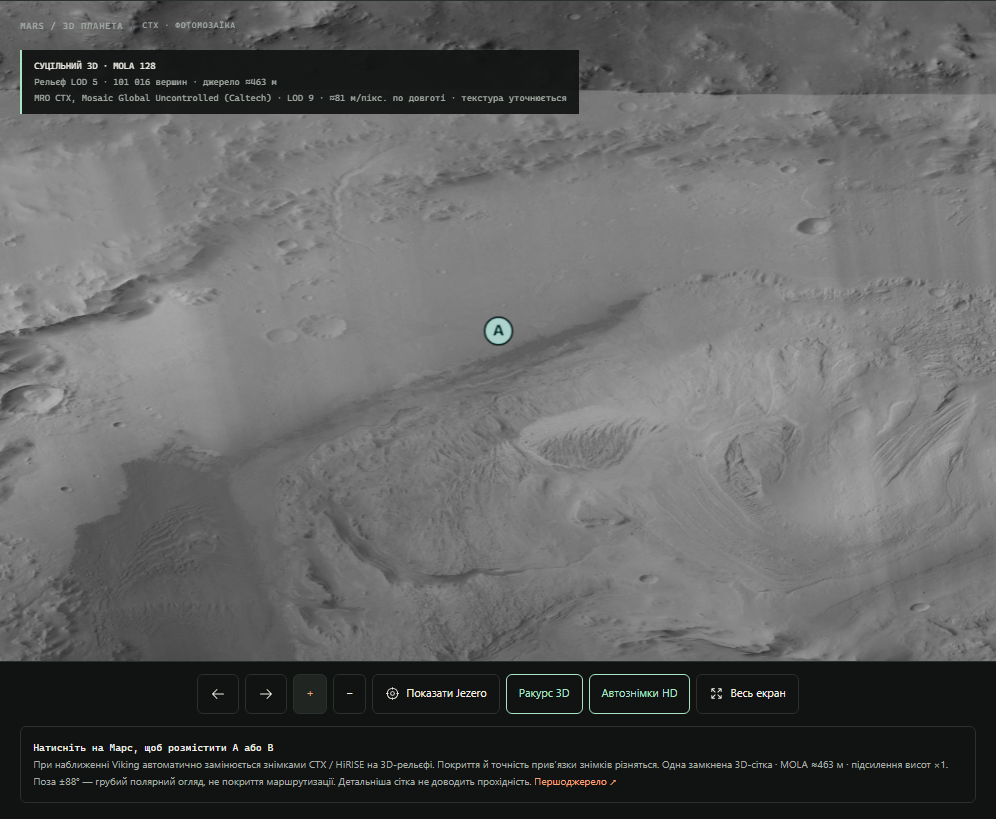 MARS / 3D ПЛАНЕТА / CTX · ФОТОМОЗАЇКА
СУЦІЛЬНИЙ 3D · MOLA 128
Рельєф LOD 5 · 101 016 вершин · джерело ≈463 м
MRO CTX, Mosaic Global Uncontrolled (Caltech) · LOD 9 · ≈81 м/пікс. по довготі · текстура уточнюється
A
← → + −
Показати Jezero
Ракурс 3D
Автознімки HD
Весь екран
Натисніть на Марс, щоб розмістити A або B
При наближенні Viking автоматично замінюється знімками CTX / HiRISE на 3D-рельєфі. Покриття й точність прив'язки знімків різняться. Одна замкнена 3D-сітка · MOLA ≈463 м · підсилення висот ×1.
Поза ±88° — грубий полярний огляд, не покриття маршрутизації. Детальніша сітка не доводить прохідність. Першоджерело ↗